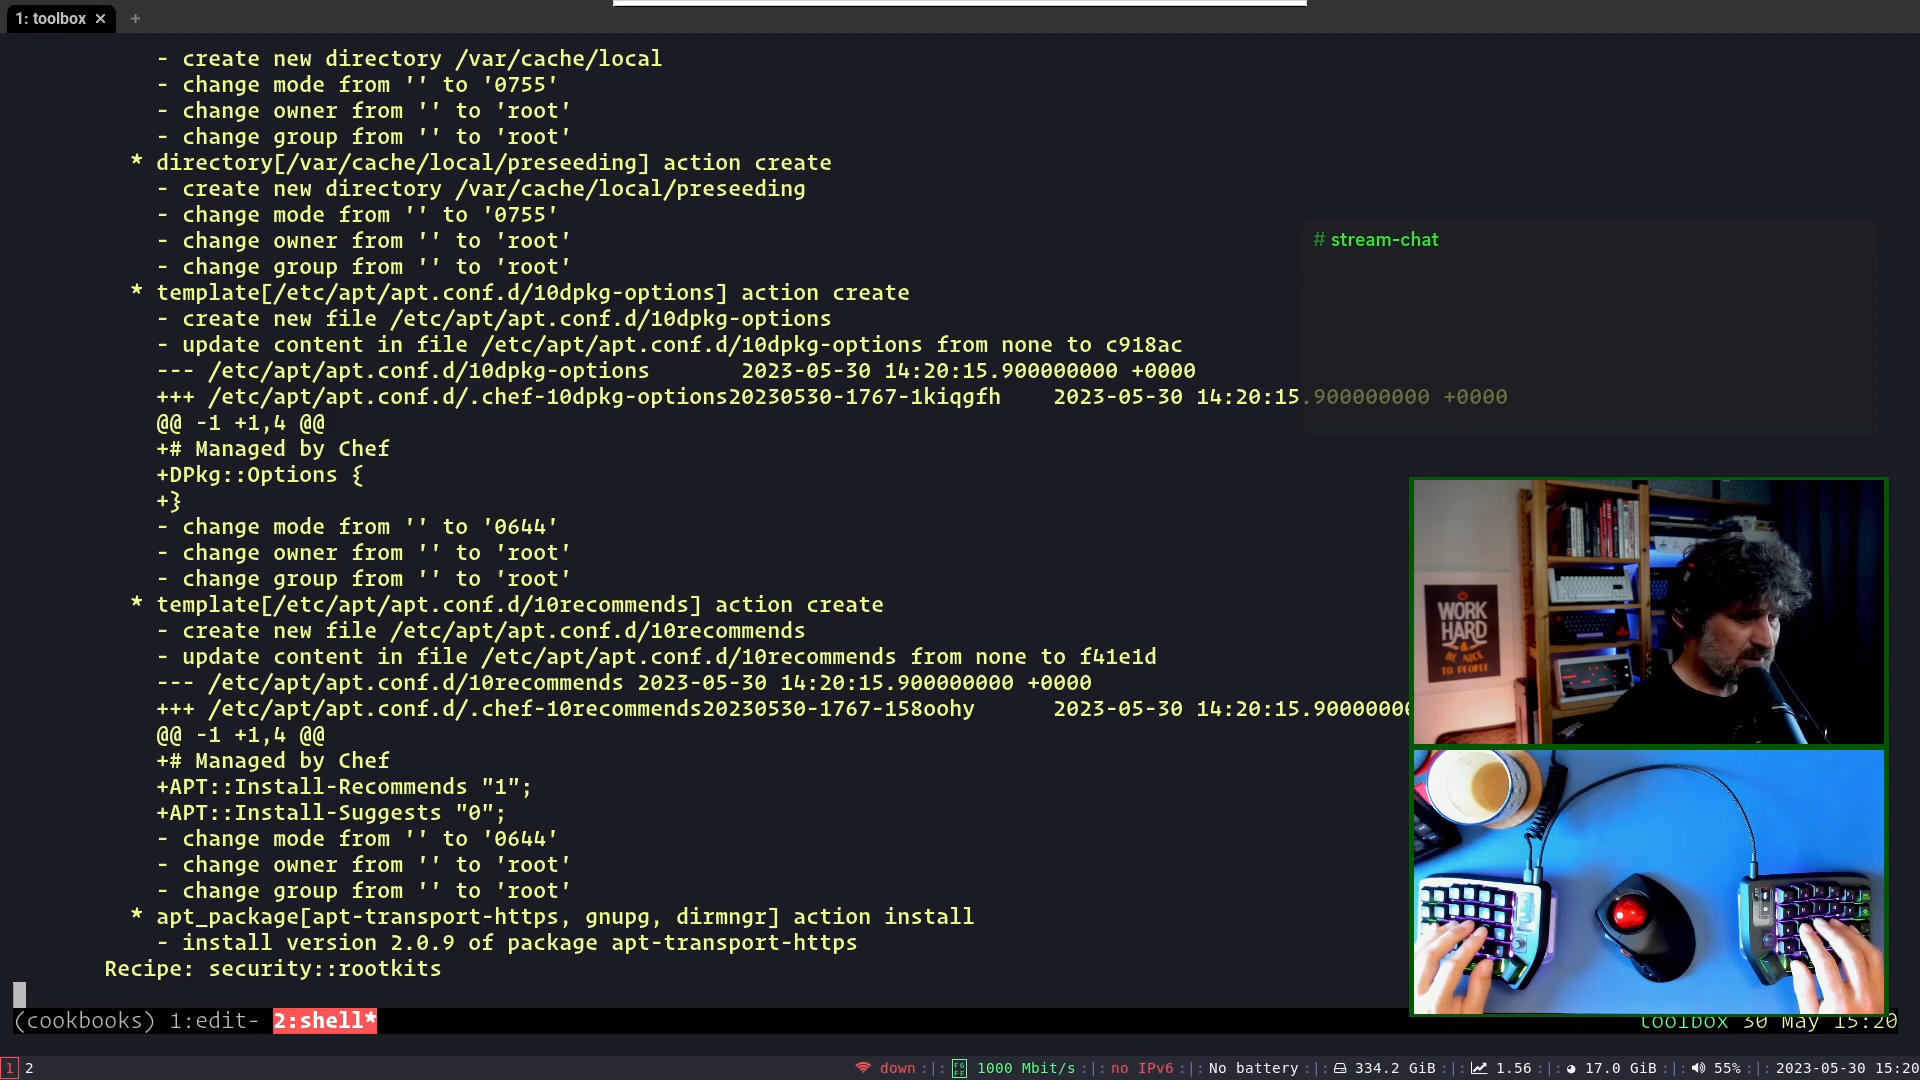 1: toolbox × +
- create new directory /var/cache/local
- change mode from '' to '0755'
- change owner from '' to 'root'
- change group from '' to 'root'
* directory[/var/cache/local/preseeding] action create
- create new directory /var/cache/local/preseeding
- change mode from '' to '0755'
- change owner from '' to 'root'
- change group from '' to 'root'
* template[/etc/apt/apt.conf.d/10dpkg-options] action create
- create new file /etc/apt/apt.conf.d/10dpkg-options
- update content in file /etc/apt/apt.conf.d/10dpkg-options from none to c918ac
--- /etc/apt/apt.conf.d/10dpkg-options 2023-05-30 14:20:15.900000000 +0000
+++ /etc/apt/apt.conf.d/.chef-10dpkg-options20230530-1767-1kiqgfh 2023-05-30 14:20:15.900000000 +0000
@@ -1 +1,4 @@
+# Managed by Chef
+DPkg::Options {
+}
- change mode from '' to '0644'
- change owner from '' to 'root'
- change group from '' to 'root'
* template[/etc/apt/apt.conf.d/10recommends] action create
- create new file /etc/apt/apt.conf.d/10recommends
- update content in file /etc/apt/apt.conf.d/10recommends from none to f41e1d
--- /etc/apt/apt.conf.d/10recommends 2023-05-30 14:20:15.900000000 +0000
+++ /etc/apt/apt.conf.d/.chef-10recommends20230530-1767-158oohy 2023-05-30 14:20:15.9000000
@@ -1 +1,4 @@
+# Managed by Chef
+APT::Install-Recommends "1";
+APT::Install-Suggests "0";
- change mode from '' to '0644'
- change owner from '' to 'root'
- change group from '' to 'root'
* apt_package[apt-transport-https, gnupg, dirmngr] action install
- install version 2.0.9 of package apt-transport-https
Recipe: security::rootkits
# stream-chat
WORK
HARD
&
BE NICE
TO PEOPLE
(cookbooks) 1:edit- 2:shell* toolbox 30 May 15:20
1 2 down :|: 1000 Mbit/s :|: no IPv6 :|: No battery :|: 334.2 GiB :|: 1.56 :|: 17.0 GiB :|: 55% :|: 2023-05-30 15:20